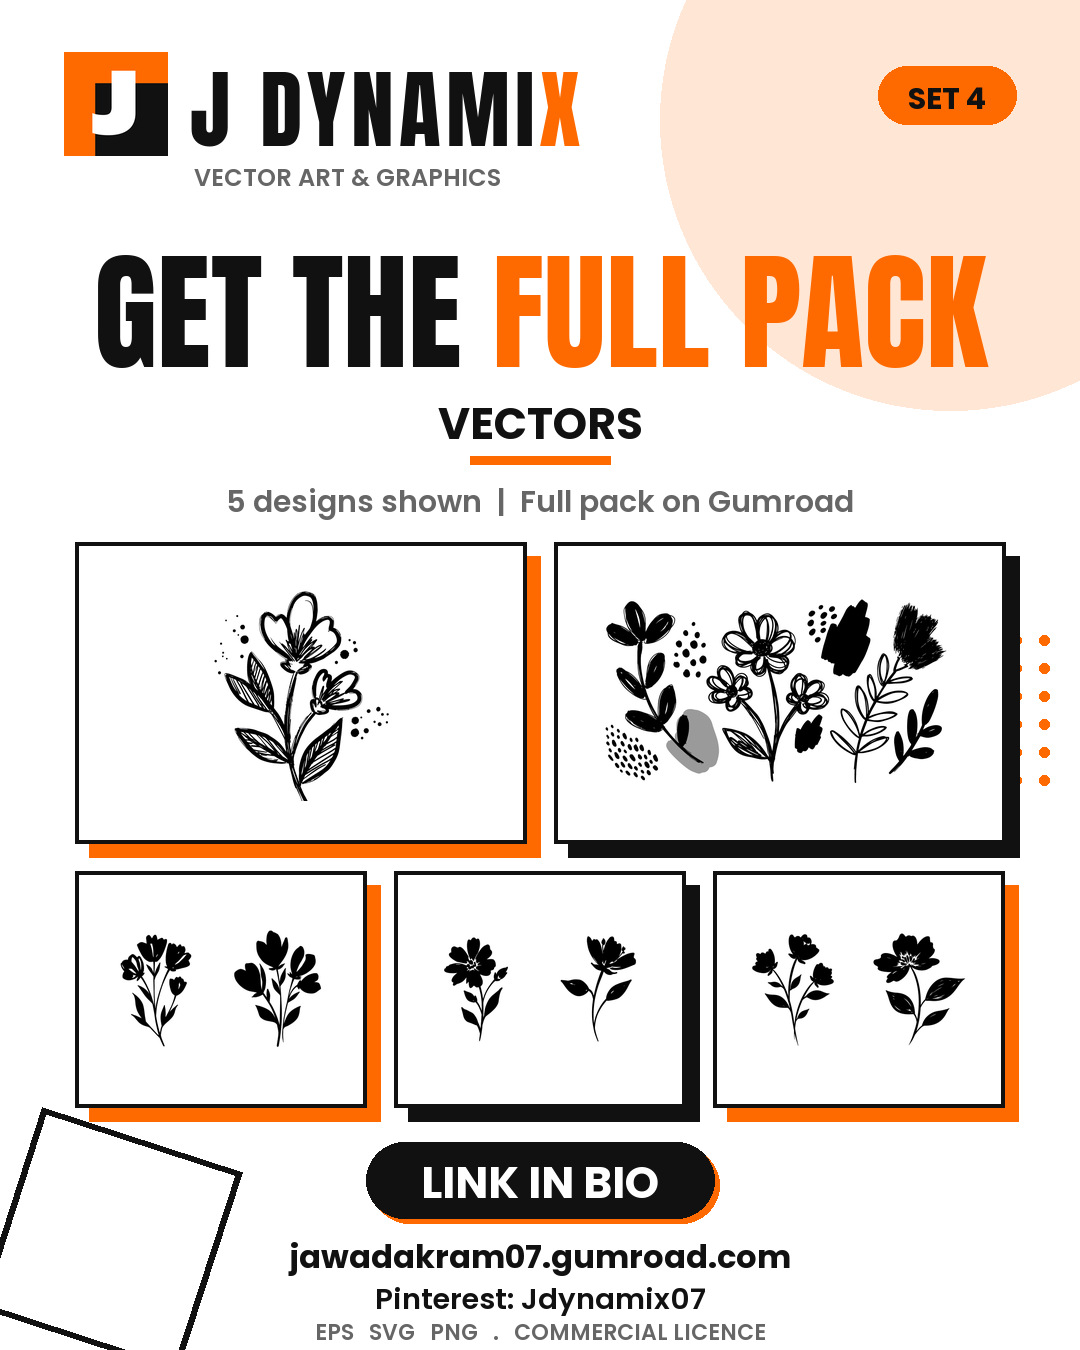 J DYNAMIX
SET 4
VECTOR ART & GRAPHICS
GET THE FULL PACK
VECTORS
5 designs shown | Full pack on Gumroad
LINK IN BIO
jawadakram07.gumroad.com
Pinterest: Jdynamix07
EPS SVG PNG . COMMERCIAL LICENCE